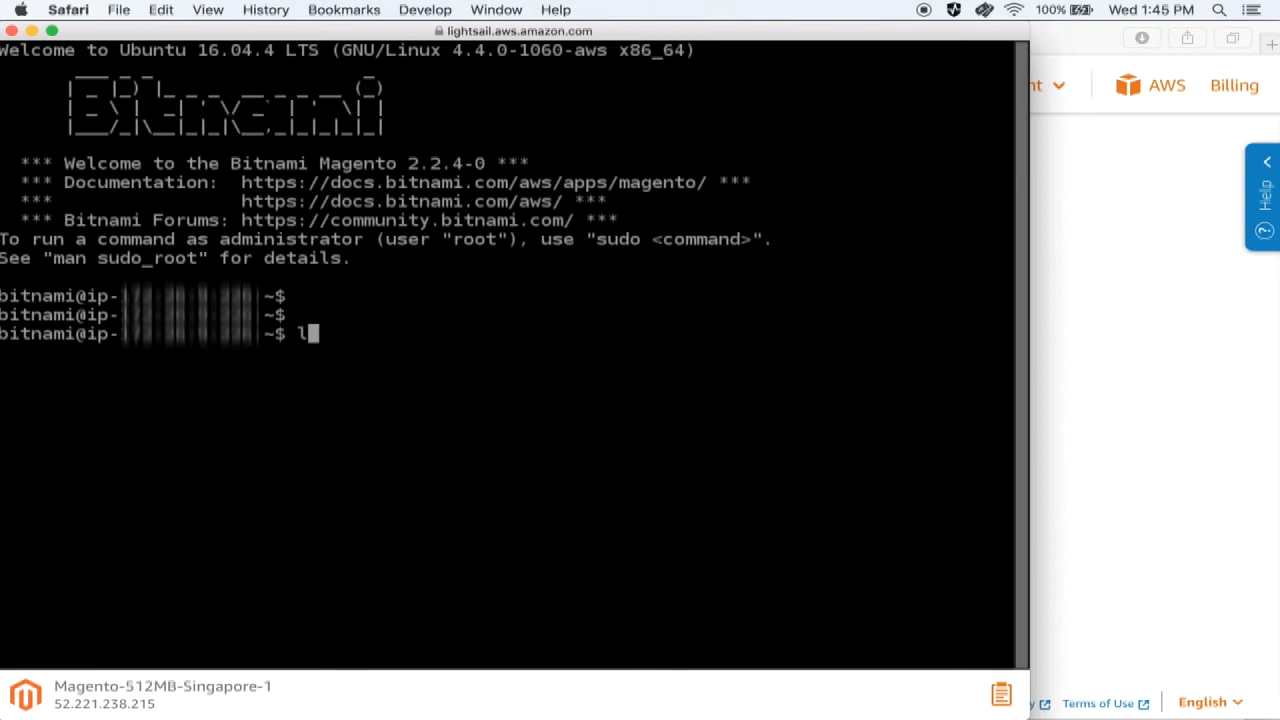 Safari File Edit View History Bookmarks Develop Window Help 100% Wed 1:45 PM
lightsail.aws.amazon.com
Welcome to Ubuntu 16.04.4 LTS (GNU/Linux 4.4.0-1060-aws x86_64)
Bitnami
*** Welcome to the Bitnami Magento 2.2.4-0 ***
*** Documentation: https://docs.bitnami.com/aws/apps/magento/ ***
*** https://docs.bitnami.com/aws/ ***
*** Bitnami Forums: https://community.bitnami.com/ ***
To run a command as administrator (user "root"), use "sudo <command>".
See "man sudo_root" for details.
bitnami@ip- ~$
bitnami@ip- ~$
bitnami@ip- ~$ l
nt AWS Billing
Help
Magento-512MB-Singapore-1
52.221.238.215
y Terms of Use English